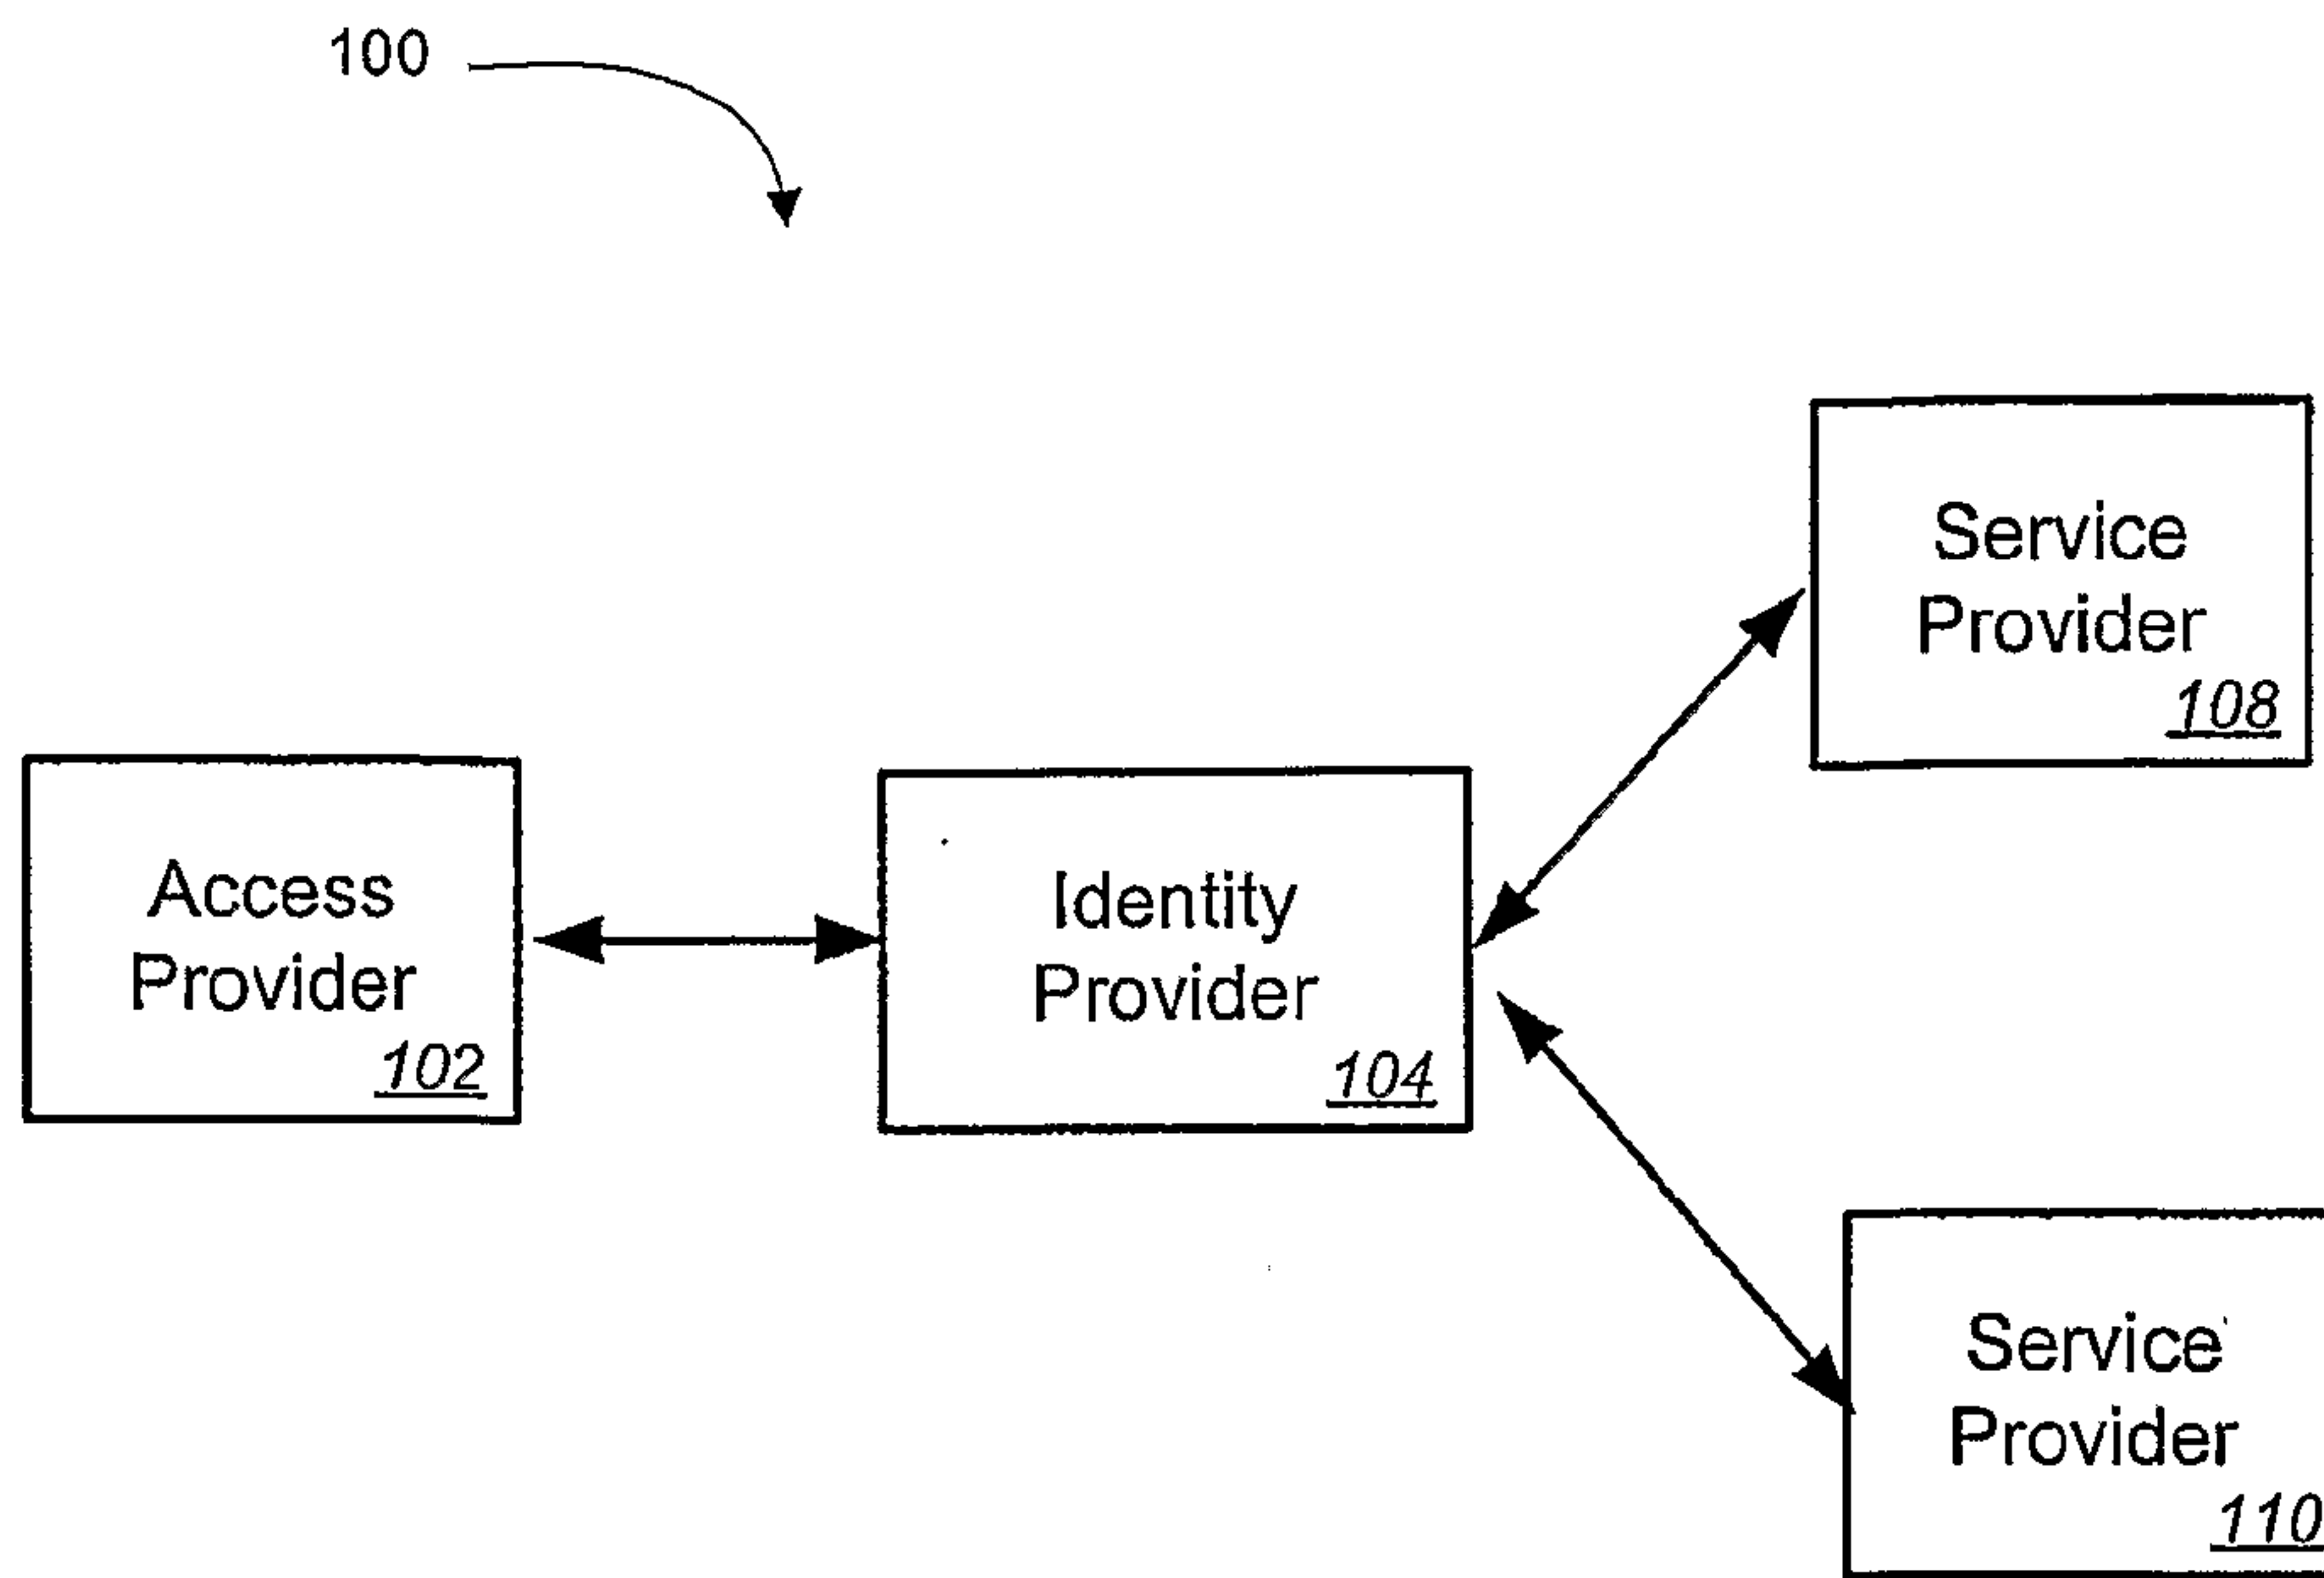 100
Service
Provider
108
Access
Provider
102
Identity
Provider
104
Service
Provider
110